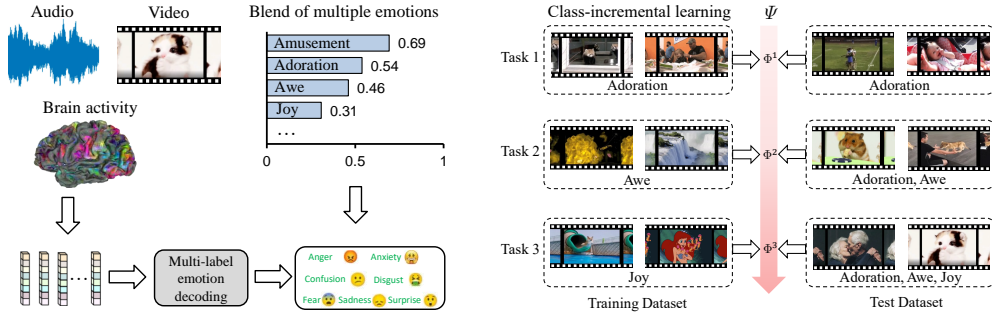 Audio
Video
Blend of multiple emotions
Amusement 0.69
Adoration 0.54
Awe 0.46
Joy 0.31
...
0 0.5 1
Brain activity
Multi-label
emotion
decoding
Anger Anxiety
Confusion Disgust
Fear Sadness Surprise
Class-incremental learning Ψ
Task 1
Adoration
Φ1
Adoration
Task 2
Awe
Φ2
Adoration, Awe
Task 3
Joy
Φ3
Adoration, Awe, Joy
Training Dataset
Test Dataset